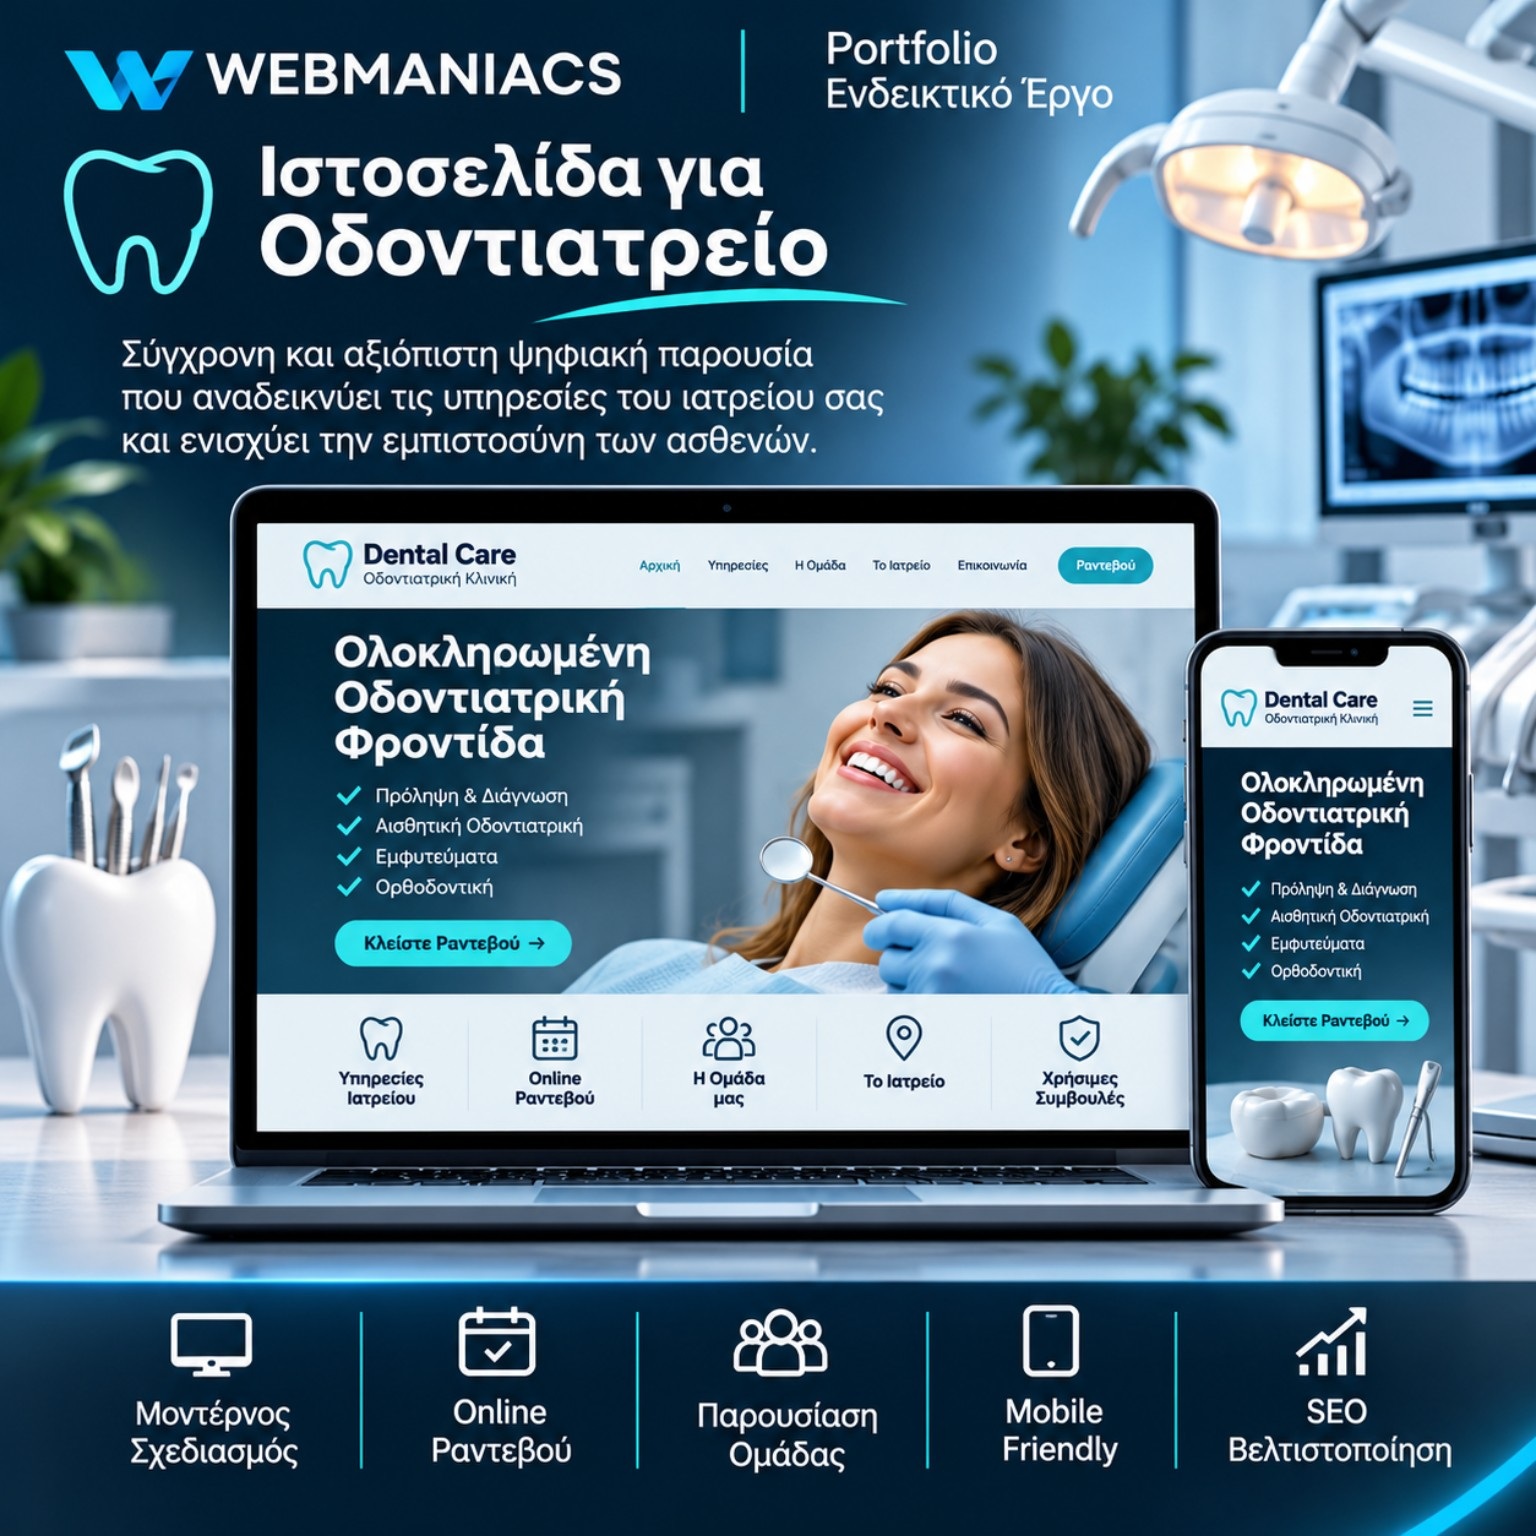 WEBMANIACS
Portfolio
Ενδεικτικό Έργο
Ιστοσελίδα για
Οδοντιατρείο
Σύγχρονη και αξιόπιστη ψηφιακή παρουσία
που αναδεικνύει τις υπηρεσίες του ιατρείου σας
και ενισχύει την εμπιστοσύνη των ασθενών.
Dental Care
Οδοντιατρική Κλινική
Αρχική Υπηρεσίες Η Ομάδα Το Ιατρείο Επικοινωνία Ραντεβού
Ολοκληρωμένη
Οδοντιατρική
Φροντίδα
Πρόληψη & Διάγνωση
Αισθητική Οδοντιατρική
Εμφυτεύματα
Ορθοδοντική
Κλείστε Ραντεβού →
Υπηρεσίες
Ιατρείου
Online
Ραντεβού
Η Ομάδα
μας
Το Ιατρείο
Χρήσιμες
Συμβουλές
Dental Care
Οδοντιατρική Κλινική
Ολοκληρωμένη
Οδοντιατρική
Φροντίδα
Πρόληψη & Διάγνωση
Αισθητική Οδοντιατρική
Εμφυτεύματα
Ορθοδοντική
Κλείστε Ραντεβού →
Μοντέρνος
Σχεδιασμός
Online
Ραντεβού
Παρουσίαση
Ομάδας
Mobile
Friendly
SEO
Βελτιστοποίηση